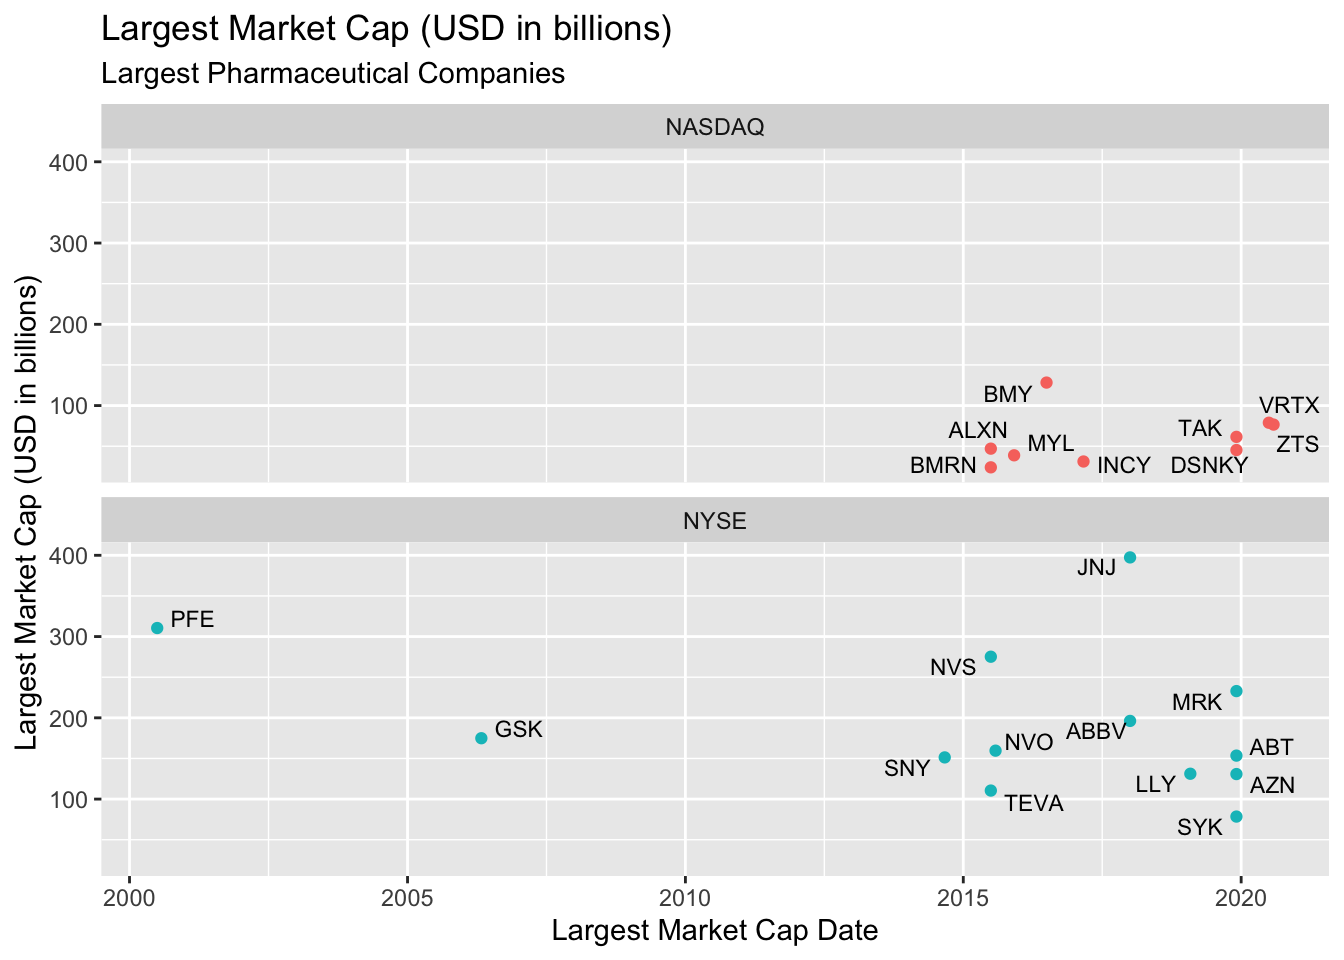 Largest Market Cap (USD in billions)
Largest Pharmaceutical Companies
NASDAQ
400
300
200
100
BMY
VRTX
ALXN
TAK
MYL
ZTS
BMRN
INCY
DSNKY
NYSE
400
300
200
100
JNJ
PFE
NVS
MRK
GSK
ABBV
NVO
ABT
SNY
LLY
AZN
TEVA
SYK
2000
2005
2010
2015
2020
Largest Market Cap Date
Largest Market Cap (USD in billions)